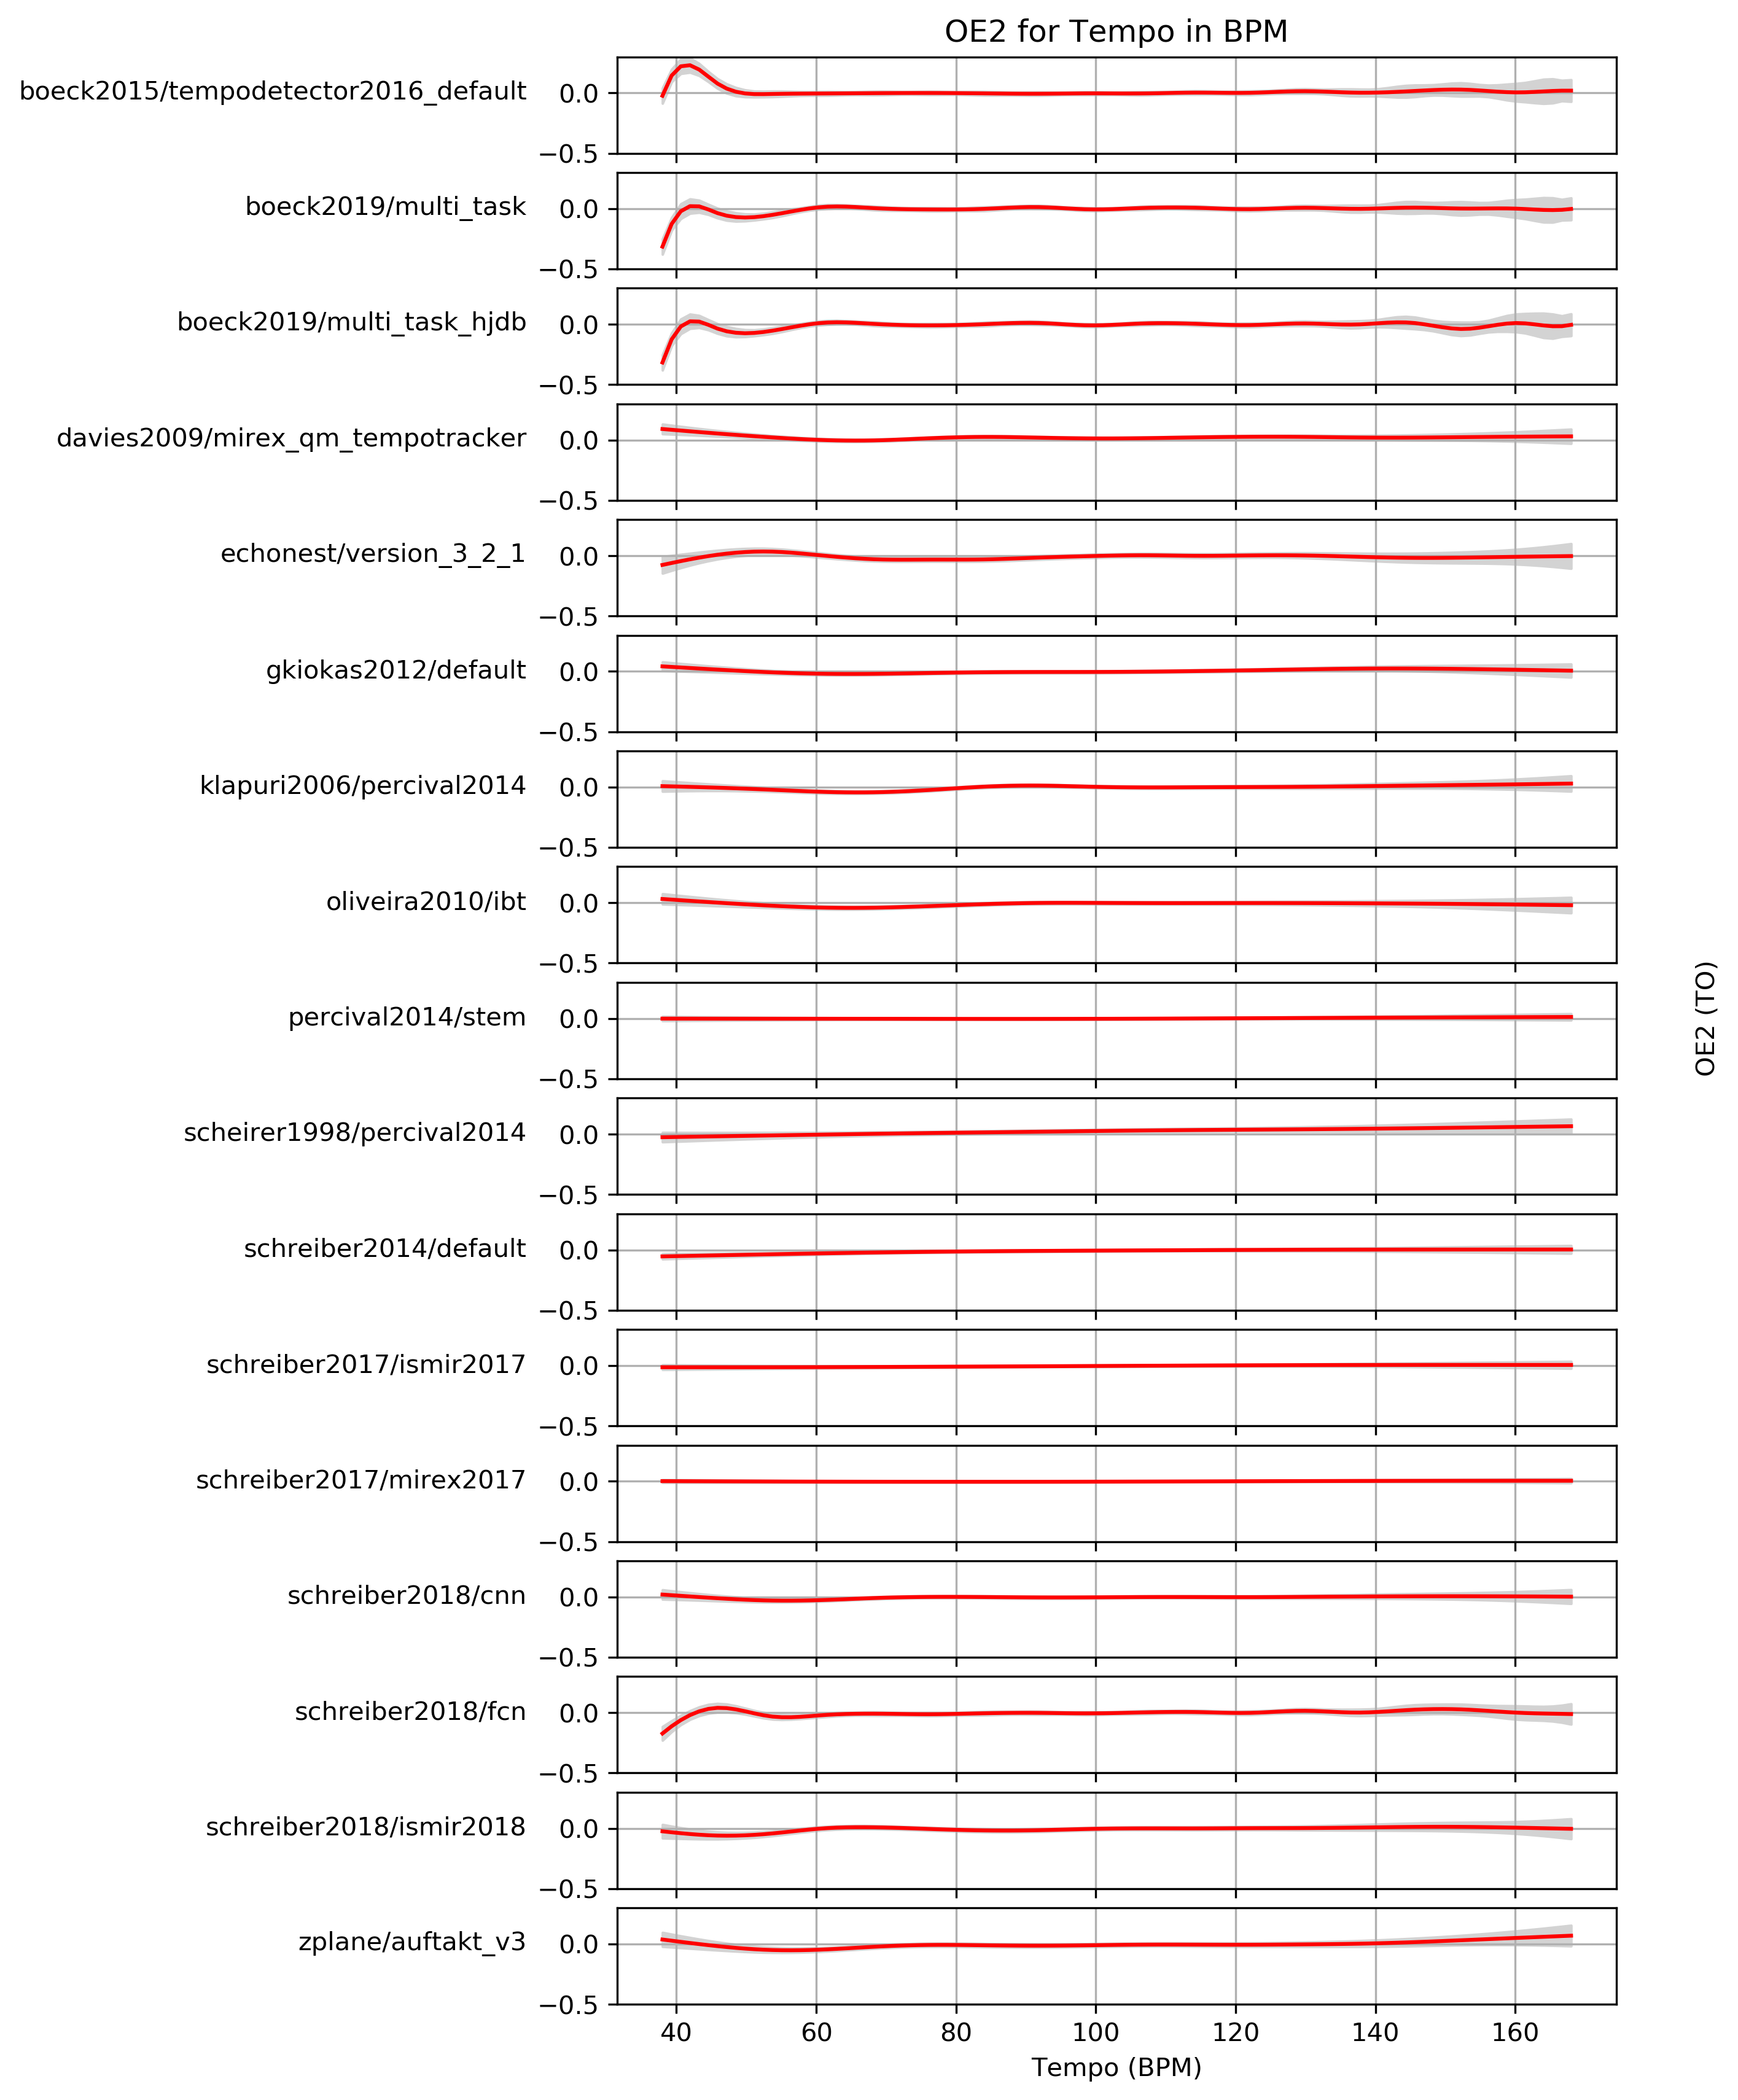 OE2 for Tempo in BPM
boeck2015/tempodetector2016_default
0.0
−0.5
boeck2019/multi_task
0.0
−0.5
boeck2019/multi_task_hjdb
0.0
−0.5
davies2009/mirex_qm_tempotracker
0.0
−0.5
echonest/version_3_2_1
0.0
−0.5
gkiokas2012/default
0.0
−0.5
klapuri2006/percival2014
0.0
−0.5
oliveira2010/ibt
0.0
−0.5
percival2014/stem
0.0
−0.5
OE2 (TO)
scheirer1998/percival2014
0.0
−0.5
schreiber2014/default
0.0
−0.5
schreiber2017/ismir2017
0.0
−0.5
schreiber2017/mirex2017
0.0
−0.5
schreiber2018/cnn
0.0
−0.5
schreiber2018/fcn
0.0
−0.5
schreiber2018/ismir2018
0.0
−0.5
zplane/auftakt_v3
0.0
−0.5
40 60 80 100 120 140 160
Tempo (BPM)